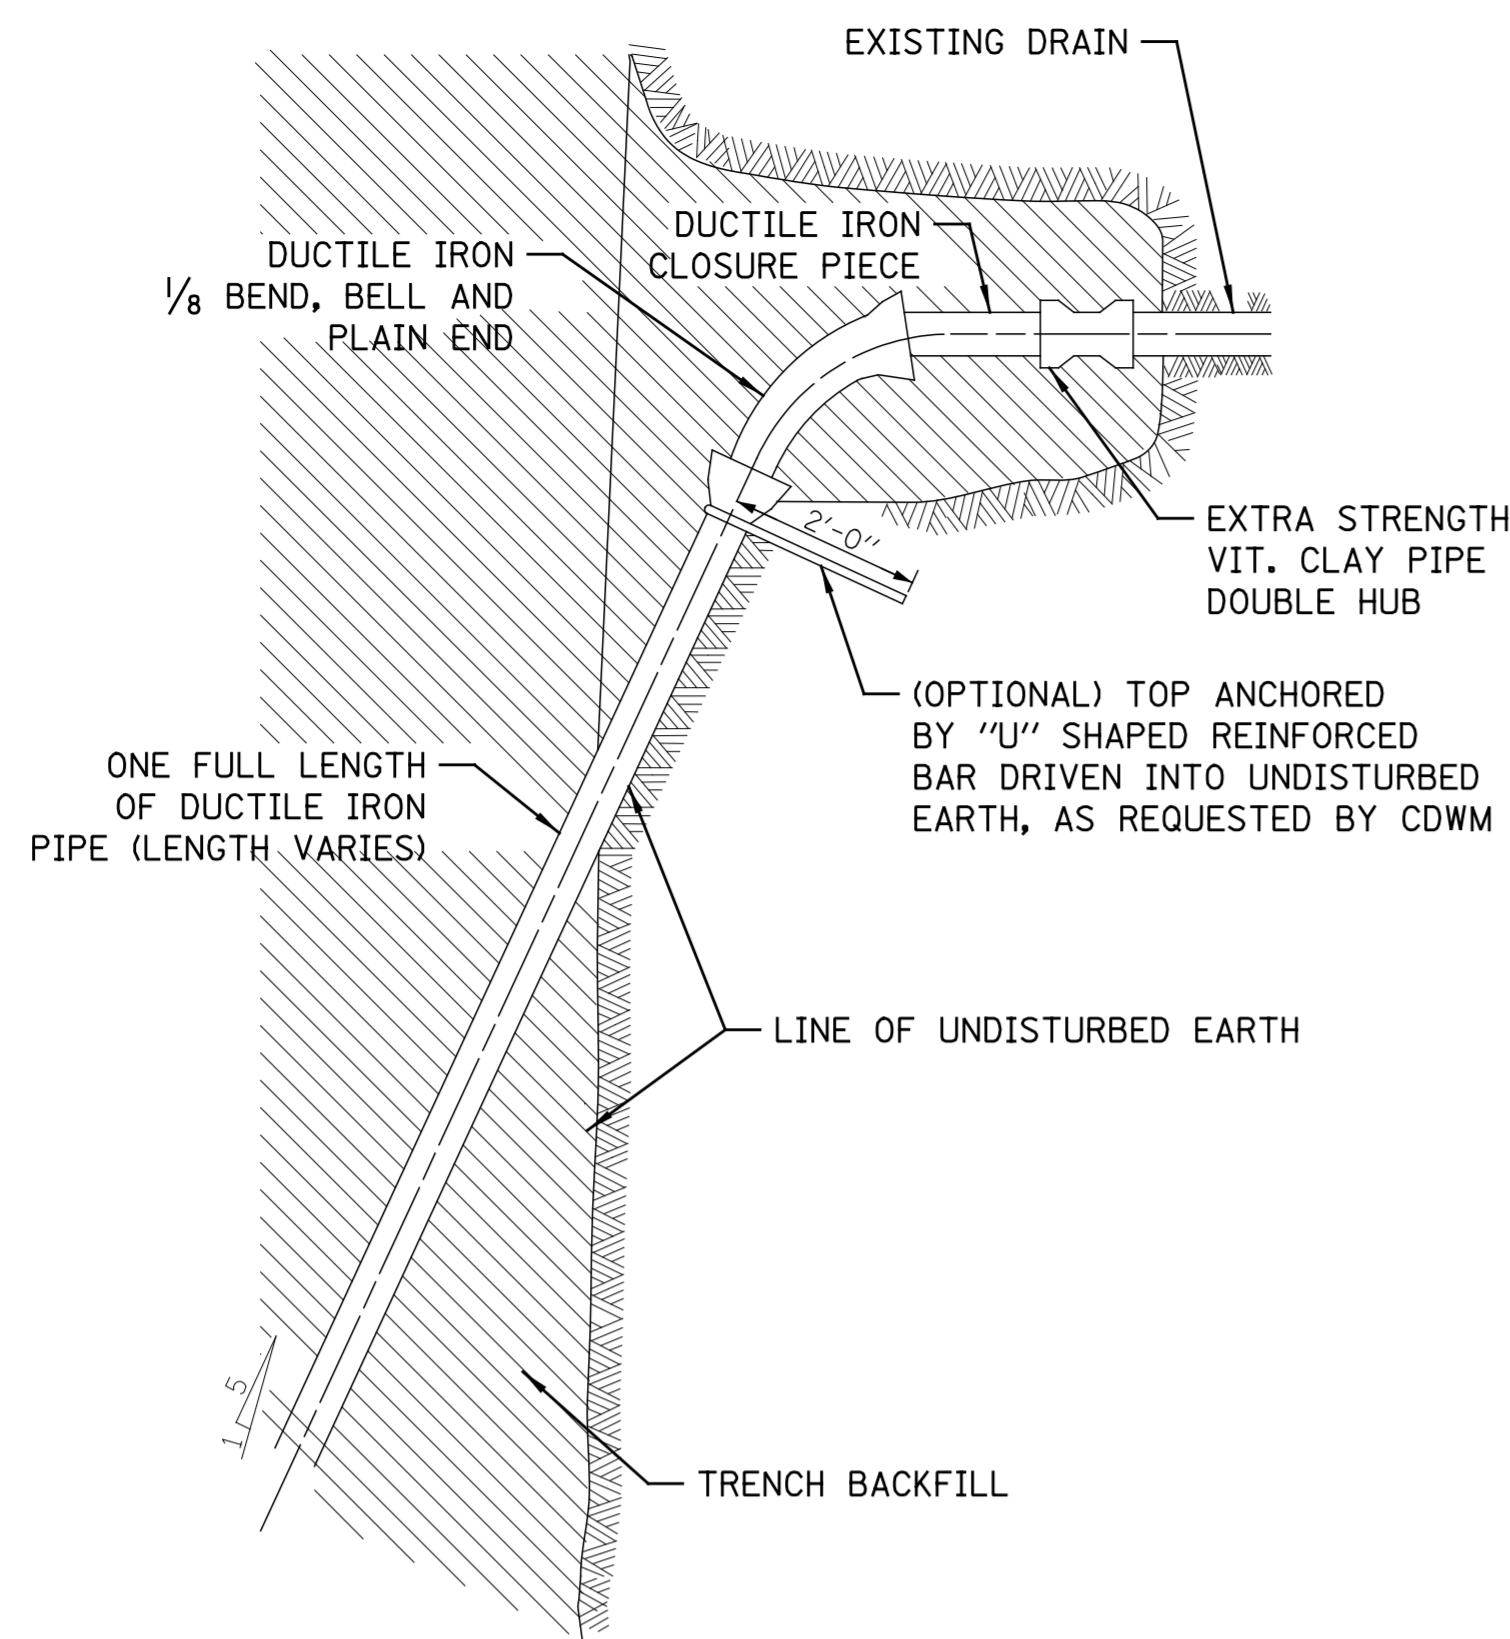 EXISTING DRAIN
DUCTILE IRON
CLOSURE PIECE
DUCTILE IRON
1/8 BEND, BELL AND
PLAIN END
EXTRA STRENGTH
VIT. CLAY PIPE
DOUBLE HUB
2'-0"
(OPTIONAL) TOP ANCHORED
BY "U" SHAPED REINFORCED
BAR DRIVEN INTO UNDISTURBED
EARTH, AS REQUESTED BY CDWM
ONE FULL LENGTH
OF DUCTILE IRON
PIPE (LENGTH VARIES)
LINE OF UNDISTURBED EARTH
5
1
TRENCH BACKFILL